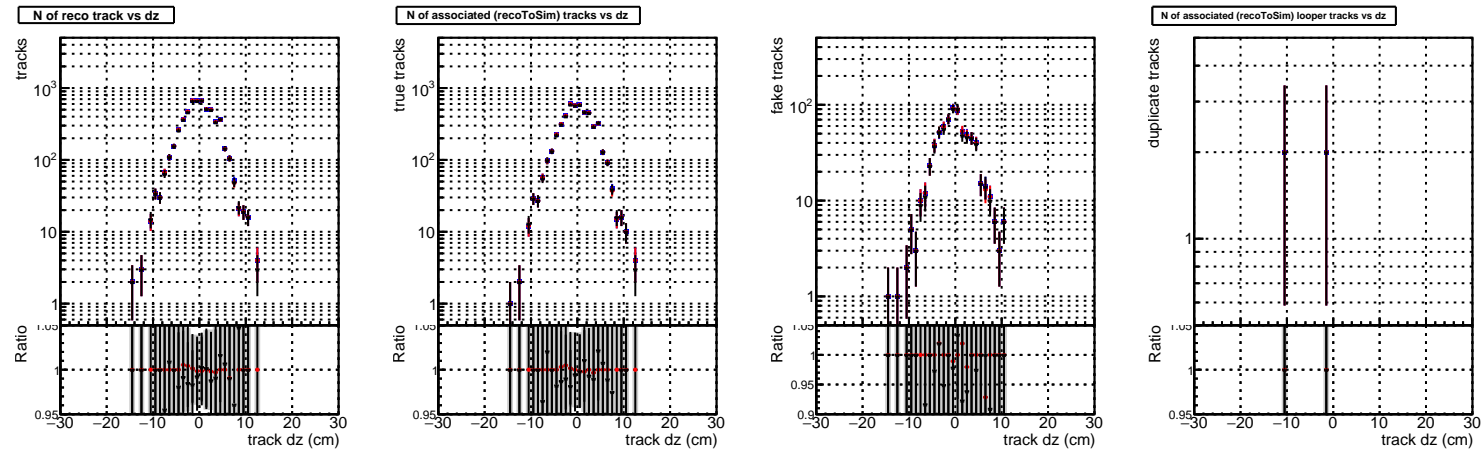 N of reco track vs dz
tracks
10³
10²
10
1
Ratio
1.05
1
0.95
−30 −20 −10 0 10 20 30
track dz (cm)
N of associated (recoToSim) tracks vs dz
true tracks
10³
10²
10
1
Ratio
1.05
1
0.95
−30 −20 −10 0 10 20 30
track dz (cm)
fake tracks
10²
10
1
Ratio
1.05
1
0.95
0.9
−30 −20 −10 0 10 20 30
track dz (cm)
N of associated (recoToSim) looper tracks vs dz
duplicate tracks
1
Ratio
1.05
1
0.95
−30 −20 −10 0 10 20 30
track dz (cm)